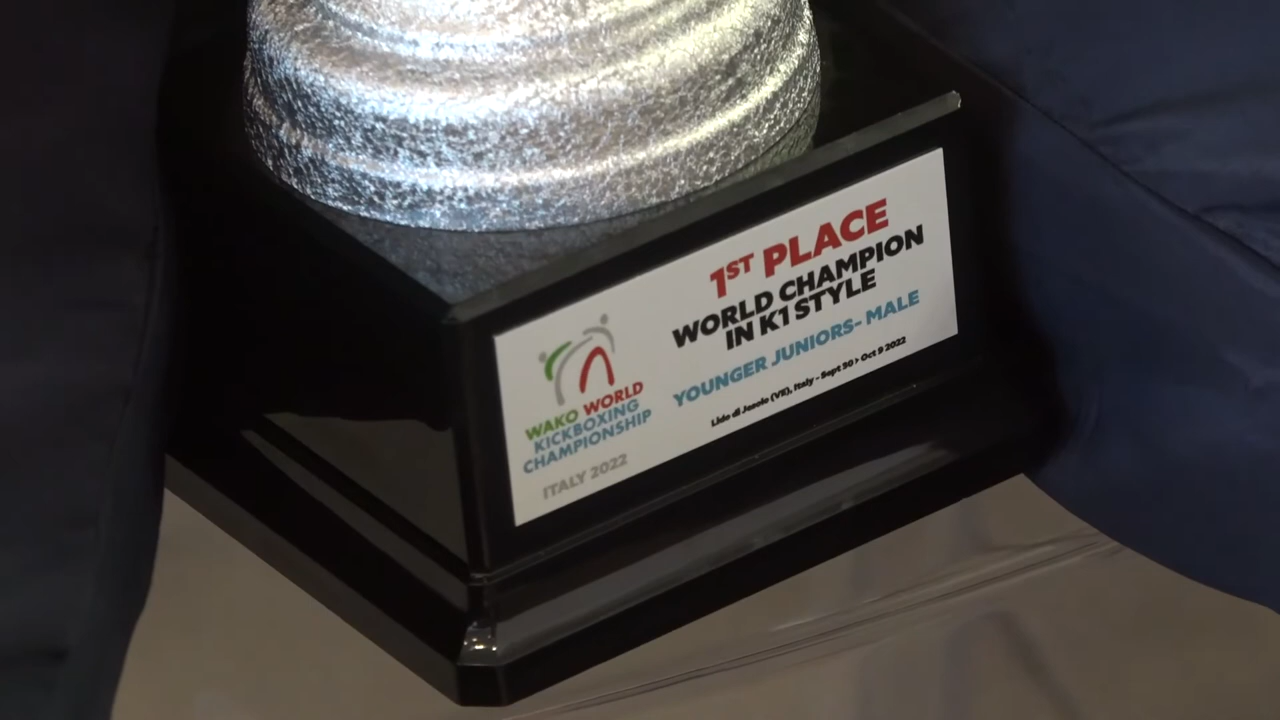 1ST PLACE
WORLD CHAMPION
IN K1 STYLE
YOUNGER JUNIORS- MALE
Lido di Jesolo (VE), Italy - Sept 30 > Oct 9 2022
WAKO WORLD
KICKBOXING
CHAMPIONSHIP
ITALY 2022